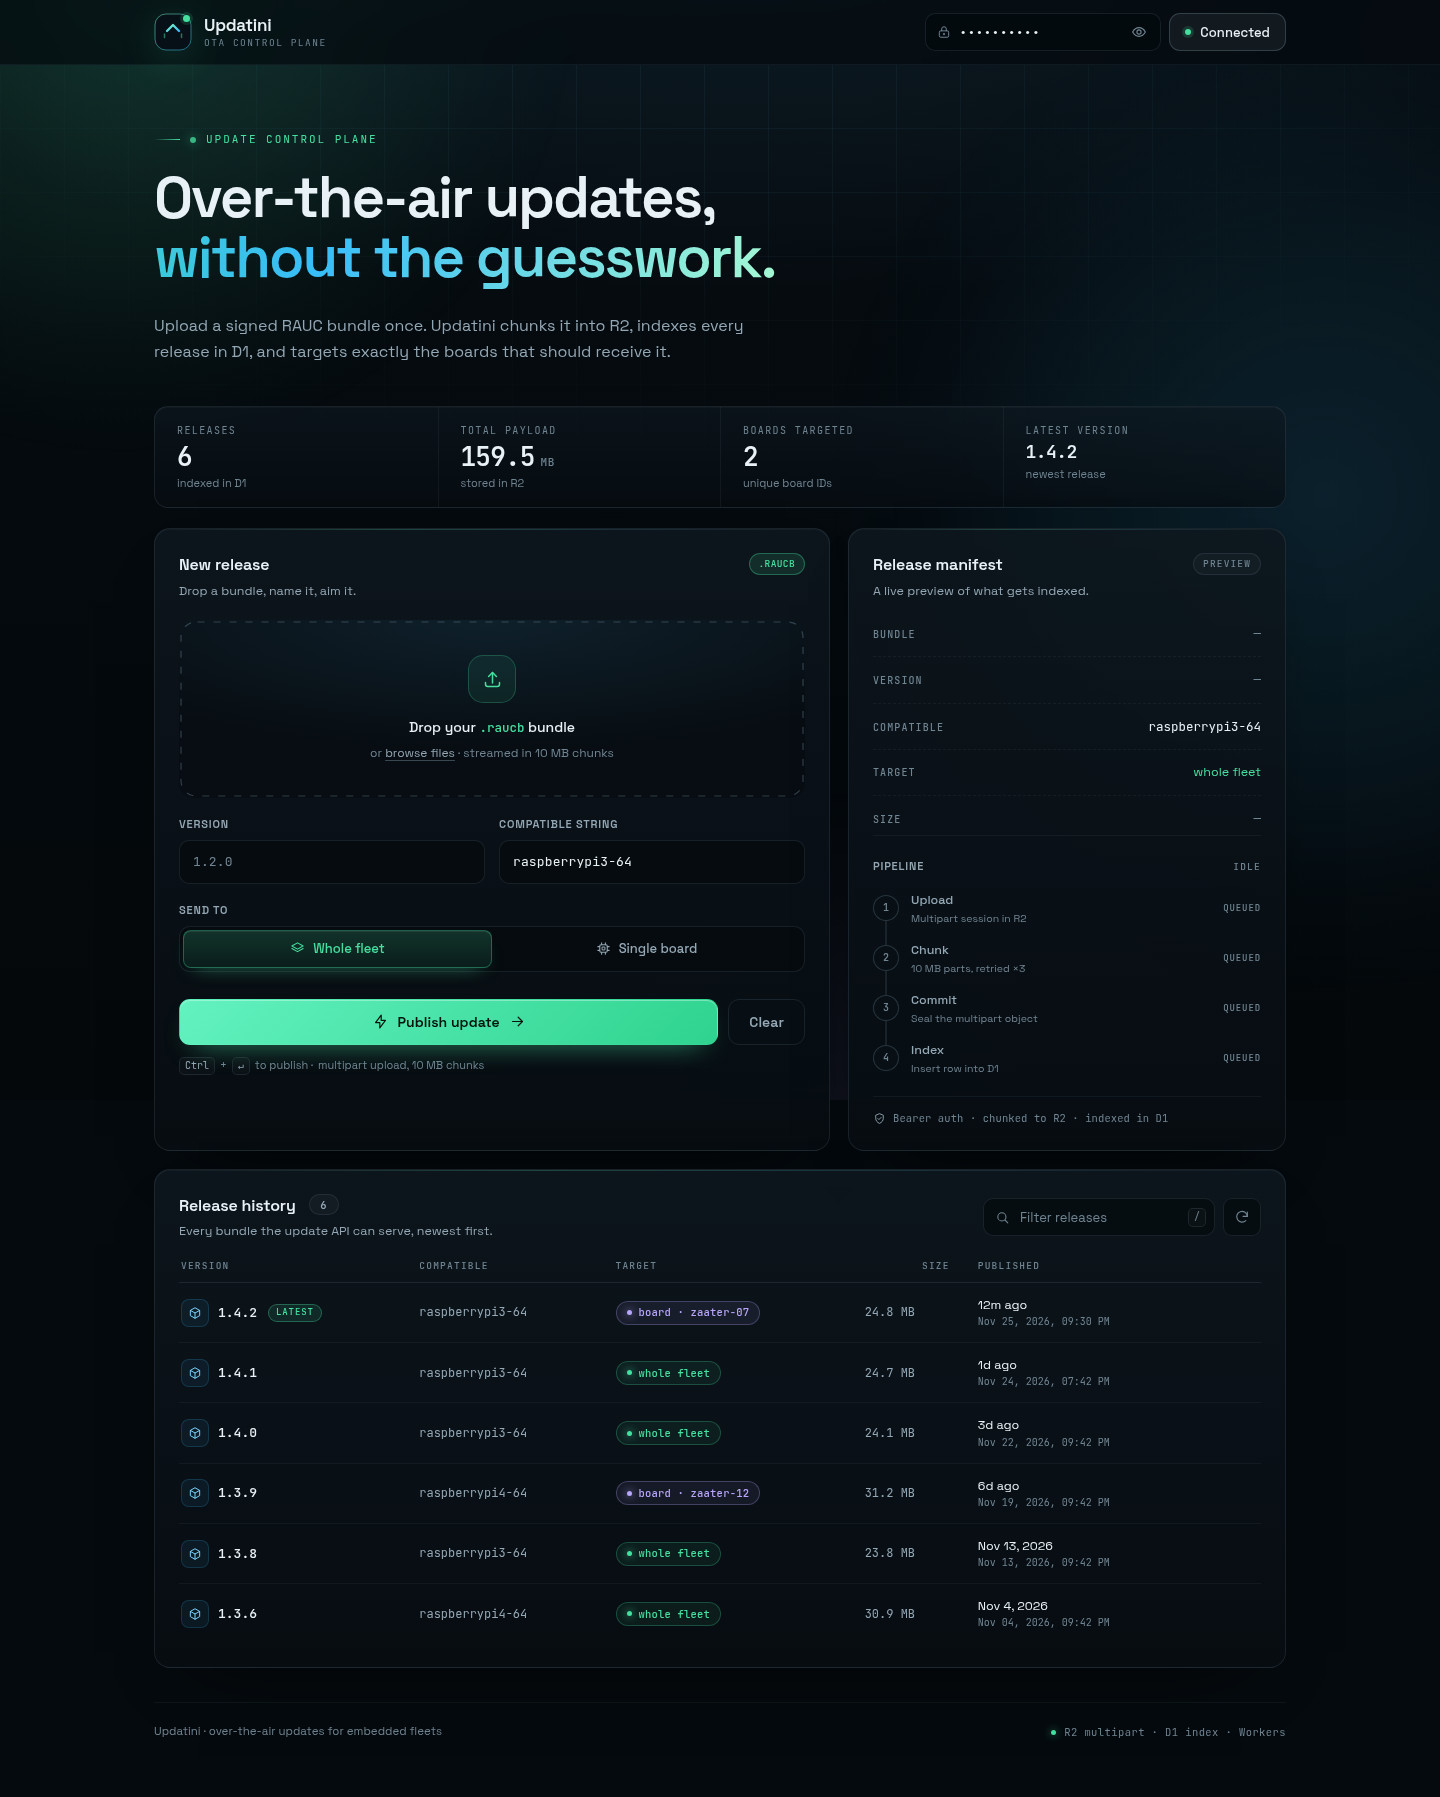 Updatini
OTA CONTROL PLANE
••••••••••
Connected
UPDATE CONTROL PLANE
Over-the-air updates,
without the guesswork.
Upload a signed RAUC bundle once. Updatini chunks it into R2, indexes every
release in D1, and targets exactly the boards that should receive it.
RELEASES
6
indexed in D1
TOTAL PAYLOAD
159.5 MB
stored in R2
BOARDS TARGETED
2
unique board IDs
LATEST VERSION
1.4.2
newest release
New release
.RAUCB
Drop a bundle, name it, aim it.
Drop your .raucb bundle
or browse files · streamed in 10 MB chunks
VERSION
1.2.0
COMPATIBLE STRING
raspberrypi3-64
SEND TO
Whole fleet
Single board
Publish update →
Clear
Ctrl + ↵ to publish · multipart upload, 10 MB chunks
Release manifest
PREVIEW
A live preview of what gets indexed.
BUNDLE —
VERSION —
COMPATIBLE raspberrypi3-64
TARGET whole fleet
SIZE —
PIPELINE IDLE
1 Upload QUEUED
Multipart session in R2
2 Chunk QUEUED
10 MB parts, retried ×3
3 Commit QUEUED
Seal the multipart object
4 Index QUEUED
Insert row into D1
Bearer auth · chunked to R2 · indexed in D1
Release history 6
Every bundle the update API can serve, newest first.
Filter releases /
VERSION COMPATIBLE TARGET SIZE PUBLISHED
1.4.2 LATEST raspberrypi3-64 board · zaater-07 24.8 MB 12m ago
Nov 25, 2026, 09:30 PM
1.4.1 raspberrypi3-64 whole fleet 24.7 MB 1d ago
Nov 24, 2026, 07:42 PM
1.4.0 raspberrypi3-64 whole fleet 24.1 MB 3d ago
Nov 22, 2026, 09:42 PM
1.3.9 raspberrypi4-64 board · zaater-12 31.2 MB 6d ago
Nov 19, 2026, 09:42 PM
1.3.8 raspberrypi3-64 whole fleet 23.8 MB Nov 13, 2026
Nov 13, 2026, 09:42 PM
1.3.6 raspberrypi4-64 whole fleet 30.9 MB Nov 4, 2026
Nov 04, 2026, 09:42 PM
Updatini · over-the-air updates for embedded fleets
R2 multipart · D1 index · Workers